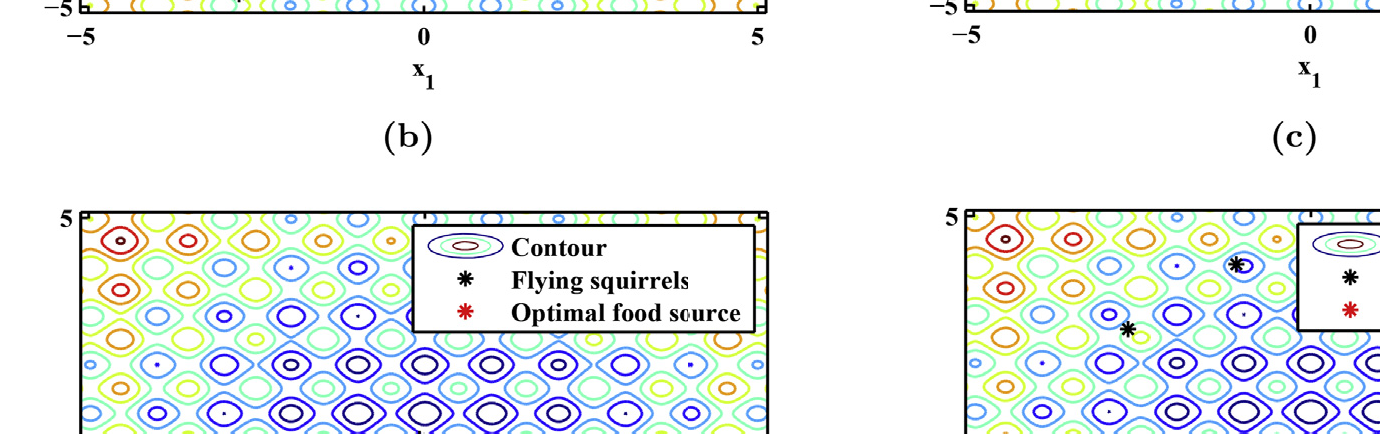 −5 −5
−5 0 5 −5 0
x1 x1
(b) (c)
5 5
Contour
Flying squirrels
Optimal food source